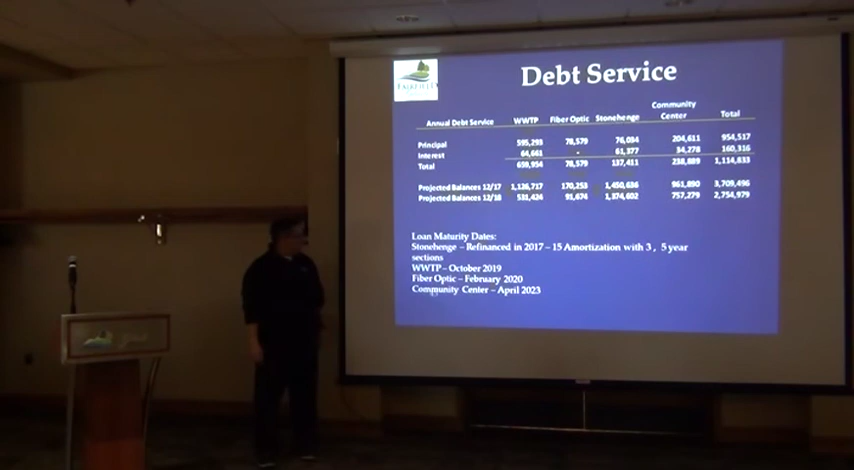 FAIRFIELD
Debt Service
Annual Debt Service WWTP Fiber Optic Stonehenge Community Center Total
Principal 595,293 78,579 76,034 204,611 954,517
Interest 64,661 - 61,377 34,278 160,316
Total 659,954 78,579 137,411 238,889 1,114,833
Projected Balances 12/17 1,126,717 170,253 1,450,636 961,890 3,709,496
Projected Balances 12/18 531,424 91,674 1,374,602 757,279 2,754,979
Loan Maturity Dates:
Stonehenge – Refinanced in 2017 – 15 Amortization with 3, 5 year
sections
WWTP – October 2019
Fiber Optic – February 2020
Community Center – April 2023